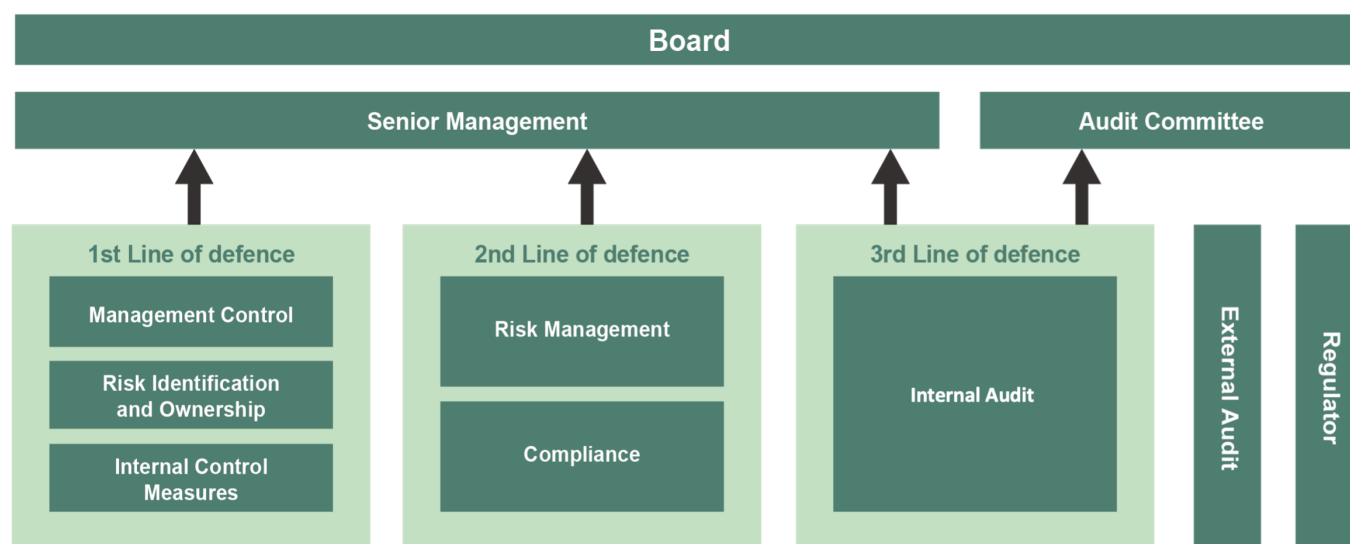 Board
Senior Management
Audit Committee
1st Line of defence
Management Control
Risk Identification
and Ownership
Internal Control
Measures
2nd Line of defence
Risk Management
Compliance
3rd Line of defence
Internal Audit
External Audit
Regulator